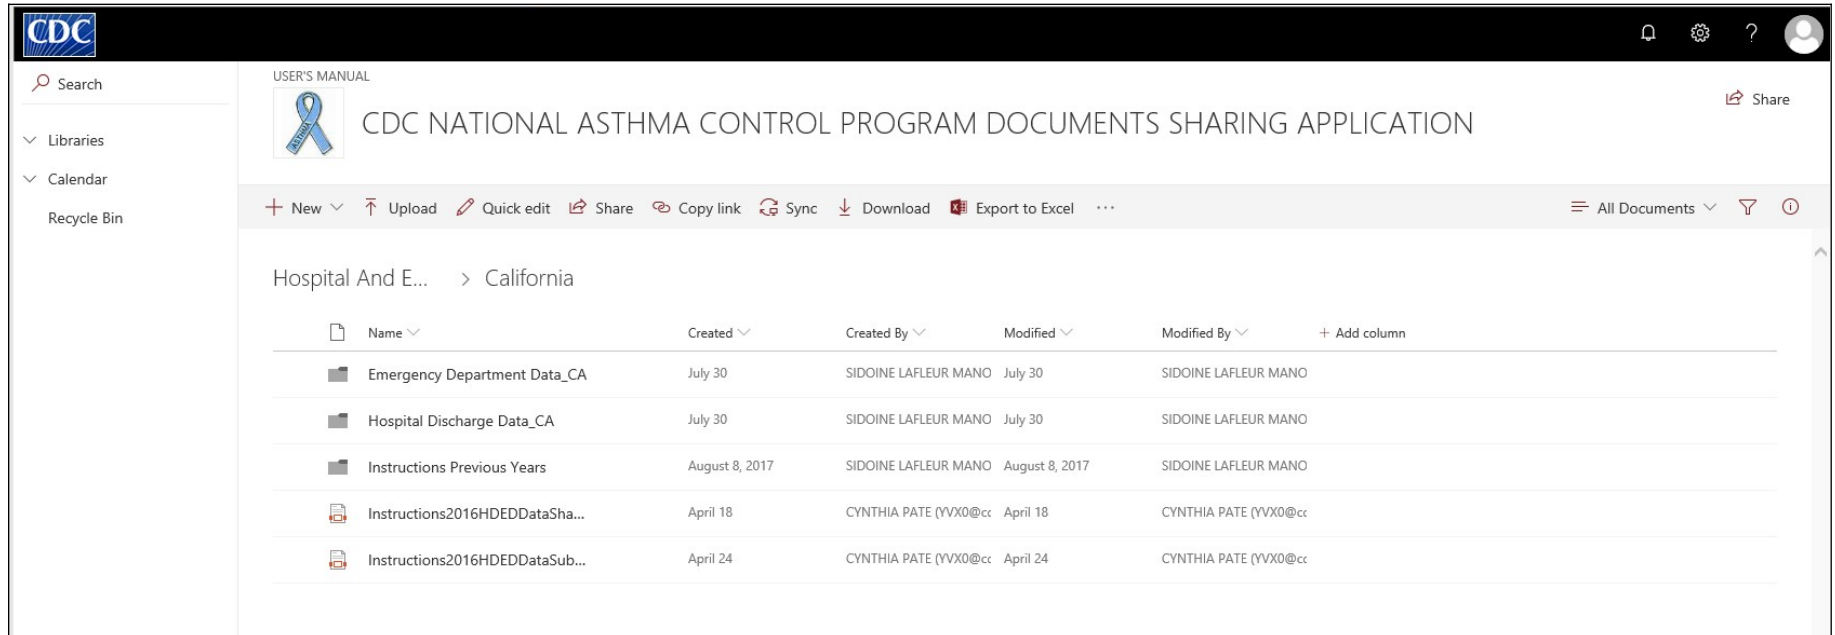 CDC
Search
Libraries
Calendar
Recycle Bin
USER'S MANUAL
ASTHMA
CDC NATIONAL ASTHMA CONTROL PROGRAM DOCUMENTS SHARING APPLICATION
Share
New Upload Quick edit Share Copy link Sync Download Export to Excel ··· All Documents
Hospital And E... > California
Name Created Created By Modified Modified By + Add column
Emergency Department Data_CA July 30 SIDOINE LAFLEUR MANO July 30 SIDOINE LAFLEUR MANO
Hospital Discharge Data_CA July 30 SIDOINE LAFLEUR MANO July 30 SIDOINE LAFLEUR MANO
Instructions Previous Years August 8, 2017 SIDOINE LAFLEUR MANO August 8, 2017 SIDOINE LAFLEUR MANO
Instructions2016HDEDDataSha... April 18 CYNTHIA PATE (YVX0@cc April 18 CYNTHIA PATE (YVX0@cc
Instructions2016HDEDDataSub... April 24 CYNTHIA PATE (YVX0@cc April 24 CYNTHIA PATE (YVX0@cc